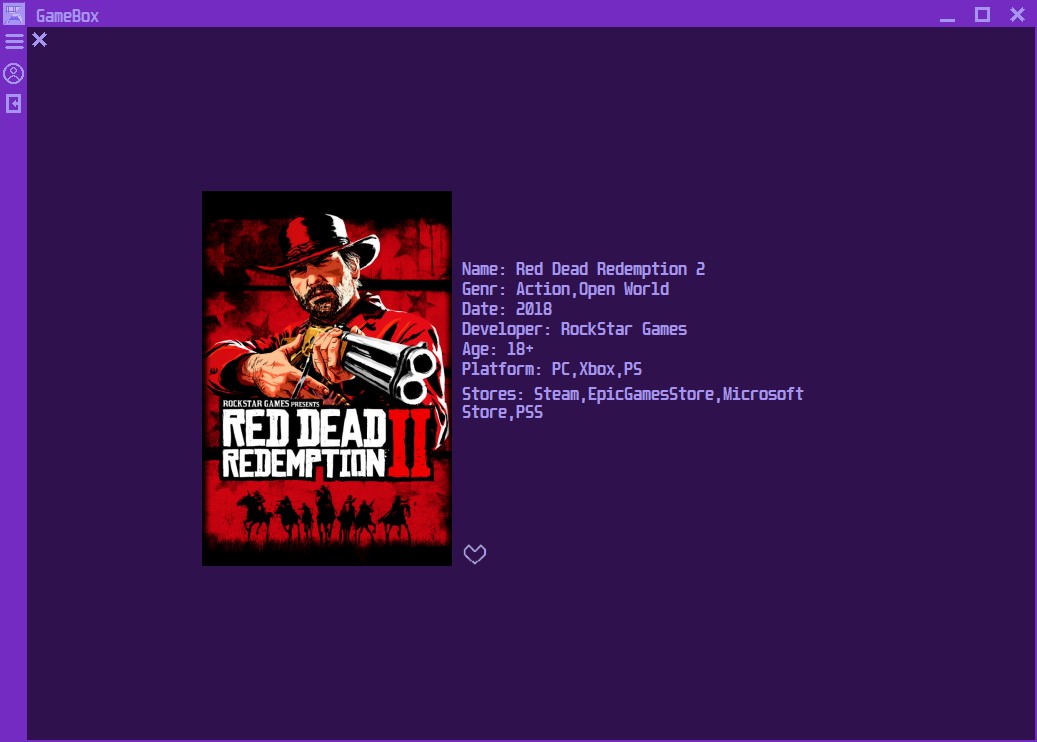 GameBox
Name: Red Dead Redemption 2
Genr: Action,Open World
Date: 2018
Developer: RockStar Games
Age: 18+
Platform: PC,Xbox,PS
Stores: Steam,EpicGamesStore,Microsoft
Store,PSS
ROCKSTAR GAMES PRESENTS
RED DEAD
REDEMPTION II